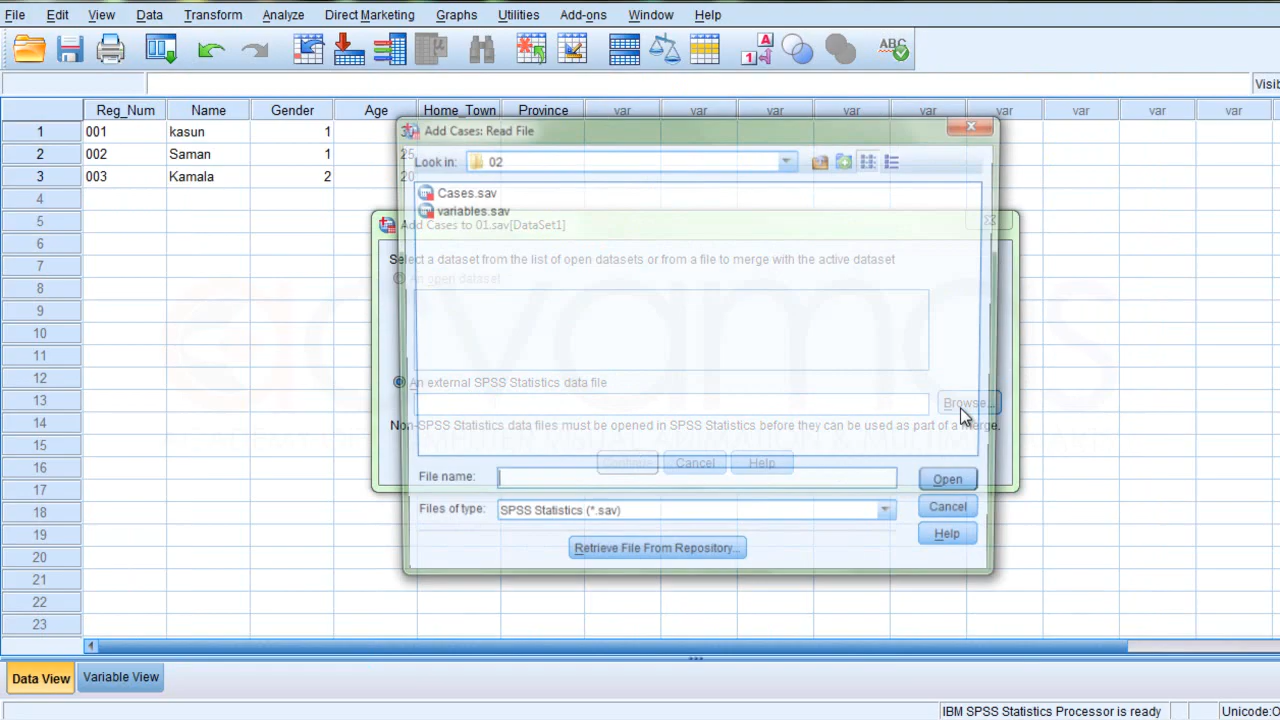 File Edit View Data Transform Analyze Direct Marketing Graphs Utilities Add-ons Window Help
Reg_Num Name Gender Age Home_Town Province var var var var var var var var
1 001 kasun 1
2 002 Saman 1 25
3 003 Kamala 2 20
4
5
6
7
8
9
10
11
12
13
14
15
16
17
18
19
20
21
22
23
Add Cases: Read File
Look in: 02
Cases.sav
variables.sav
Add Cases to 01.sav[DataSet1]
Select a dataset from the list of open datasets or from a file to merge with the active dataset
An open dataset
An external SPSS Statistics data file
Browse...
Non-SPSS Statistics data files must be opened in SPSS Statistics before they can be used as part of a merge.
Continue Cancel Help
File name: Open
Files of type: SPSS Statistics (*.sav) Cancel
Help
Retrieve File From Repository...
Data View Variable View
IBM SPSS Statistics Processor is ready Unicode:O